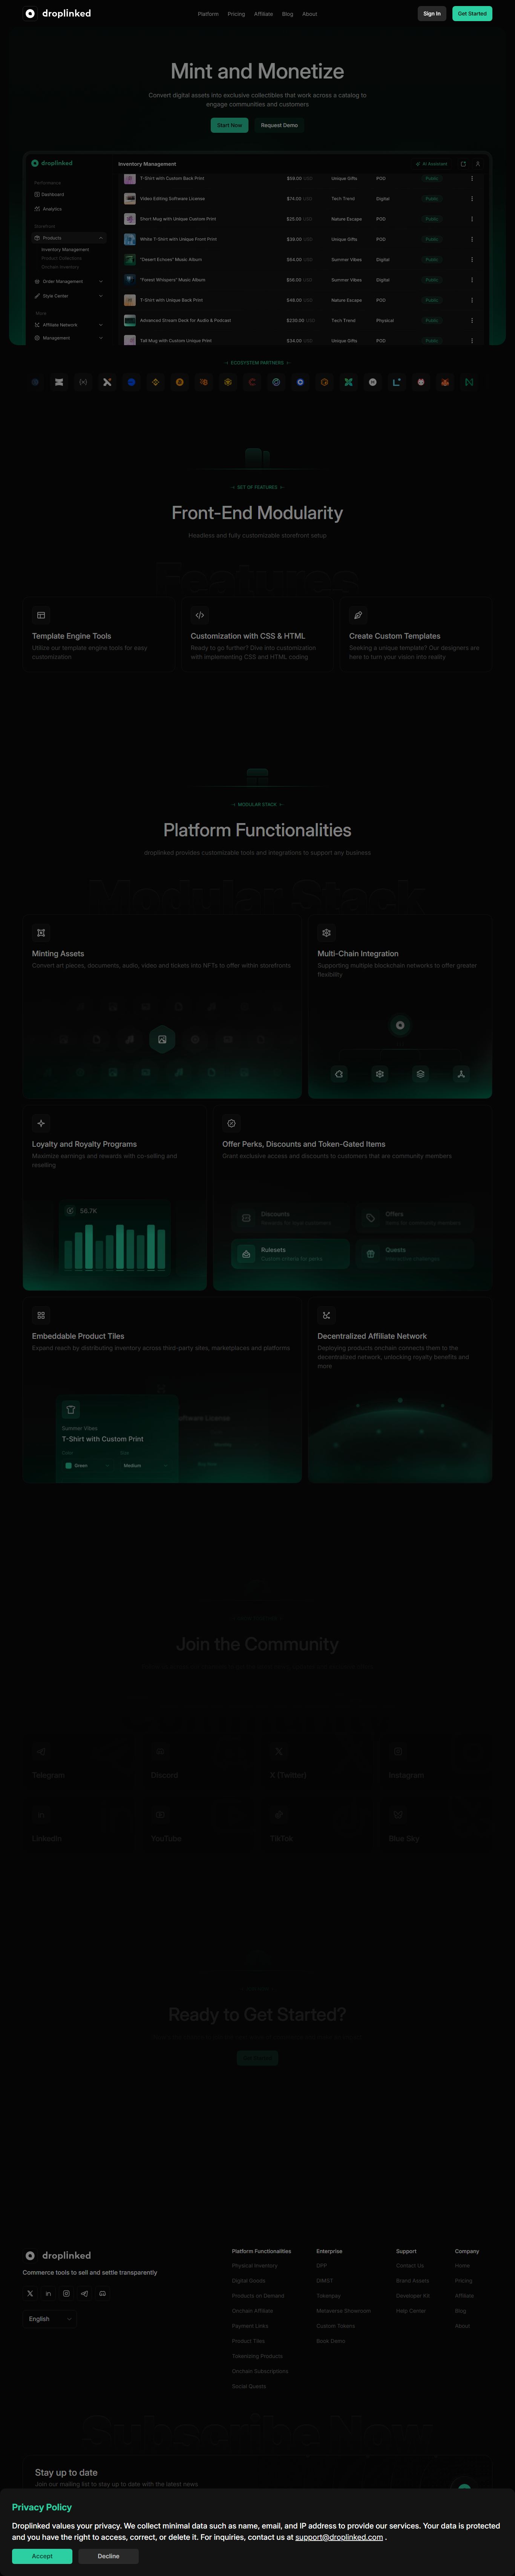 droplinked
Platform Pricing Affiliate Blog About
Sign In Get Started
Mint and Monetize
Convert digital assets into exclusive collectibles that work across a catalog to
engage communities and customers
Start Now Request Demo
droplinked
Inventory Management
AI Assistant
Performance
Dashboard
Analytics
Storefront
Products
Inventory Management
Product Collections
Onchain Inventory
Order Management
Style Center
Affiliate Network
Management
T-Shirt with Custom Back Print Unique Gifts POD Public
Video Editing Software License $74.00 USD Tech Trend Digital Public
Short Mug with Unique Custom Print $25.00 USD Nature Escape POD Public
White T-Shirt with Unique Front Print $39.00 USD Unique Gifts POD Public
"Desert Echoes" Music Album $64.00 USD Summer Vibes Digital Public
"Forest Whispers" Music Album Summer Vibes Digital Public
T-Shirt with Unique Back Print Nature Escape POD Public
Advanced Stream Deck for Audio & Podcast $230.00 USD Tech Trend Physical Public
Tall Mug with Custom Unique Print $34.00 USD Unique Gifts POD Public
ECOSYSTEM PARTNERS
SET OF FEATURES
Front-End Modularity
Headless and fully customizable storefront setup
Features
Template Engine Tools
Utilize our template engine tools for easy
customization
Customization with CSS & HTML
Ready to go further? Dive into customization
with implementing CSS and HTML coding
Create Custom Templates
Seeking a unique template? Our designers are
here to turn your vision into reality
MODULAR STACK
Platform Functionalities
droplinked provides customizable tools and integrations to support any business
Modular Stack
Minting Assets
Convert art pieces, documents, audio, video and tickets into NFTs to offer within storefronts
Multi-Chain Integration
Supporting multiple blockchain networks to offer greater
flexibility
Loyalty and Royalty Programs
Maximize earnings and rewards with co-selling and
reselling
56.7K
Offer Perks, Discounts and Token-Gated Items
Grant exclusive access and discounts to customers that are community members
Discounts
Offers
Rulesets
Custom criteria for perks
Quests
Interactive challenges
Embeddable Product Tiles
Expand reach by distributing inventory across third-party sites, marketplaces and platforms
Summer Vibes
T-Shirt with Custom Print
Color Size
Green Medium
Software License
Decentralized Affiliate Network
Deploying products onchain connects them to the
decentralized network, unlocking royalty benefits and
more
Join the Community
Telegram
Discord
X (Twitter)
Instagram
LinkedIn
YouTube
TikTok
Blue Sky
Ready to Get Started?
droplinked
Commerce tools to sell and settle transparently
English
Platform Functionalities
Physical Inventory
Digital Goods
Products on Demand
Onchain Affiliate
Payment Links
Product Tiles
Tokenizing Products
Onchain Subscriptions
Social Quests
Enterprise
DPP
D3MST
Tokenpay
Metaverse Showroom
Custom Tokens
Book Demo
Support
Contact Us
Brand Assets
Developer Kit
Help Center
Company
Home
Pricing
Affiliate
Blog
About
Subscribe Now
Stay up to date
Join our mailing list to stay up to date with the latest news
Privacy Policy
Droplinked values your privacy. We collect minimal data such as name, email, and IP address to provide our services. Your data is protected
and you have the right to access, correct, or delete it. For inquiries, contact us at support@droplinked.com .
Accept Decline